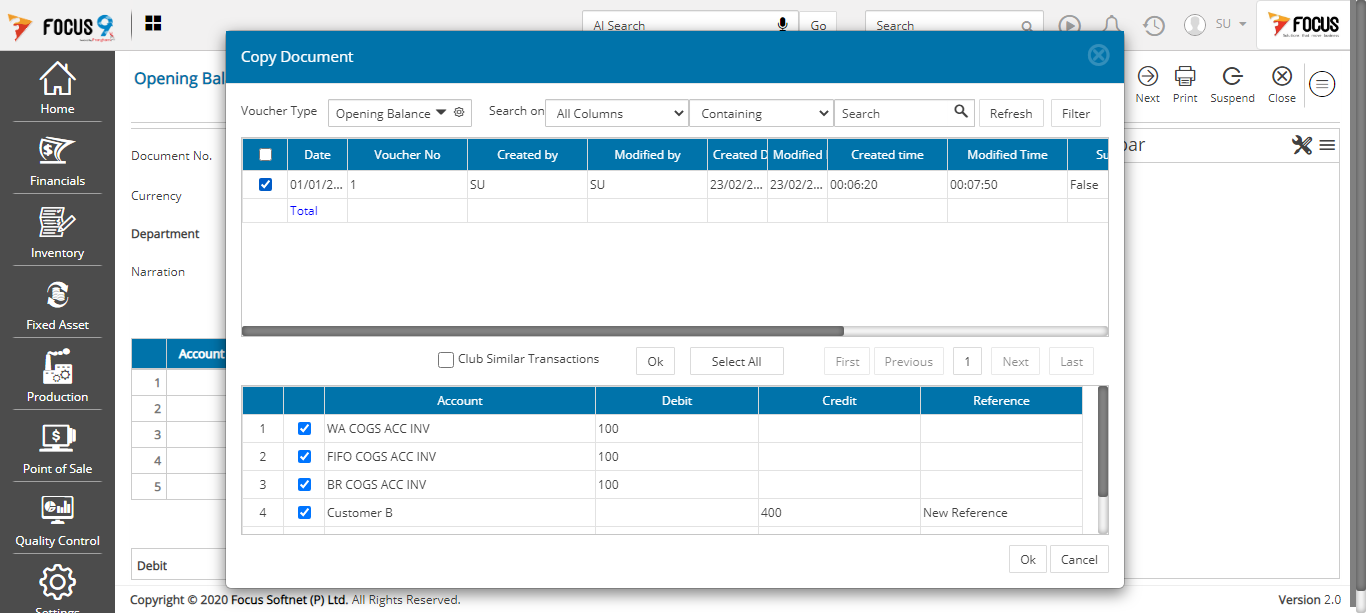 FOCUS 9
AI Search Go Search SU FOCUS
Home
Financials
Inventory
Fixed Asset
Production
Point of Sale
Quality Control
Settings
Opening Bal
Next Print Suspend Close
Document No.
Currency
Department
Narration
bar
Account
1
2
3
4
5
Debit
Copy Document
Voucher Type Opening Balance Search on All Columns Containing Search Refresh Filter
Date Voucher No Created by Modified by Created D Modified Created time Modified Time Su
01/01/2... 1 SU SU 23/02/2... 23/02/2... 00:06:20 00:07:50 False
Total
Club Similar Transactions Ok Select All First Previous 1 Next Last
Account Debit Credit Reference
1 WA COGS ACC INV 100
2 FIFO COGS ACC INV 100
3 BR COGS ACC INV 100
4 Customer B 400 New Reference
Ok Cancel
Copyright © 2020 Focus Softnet (P) Ltd. All Rights Reserved. Version 2.0